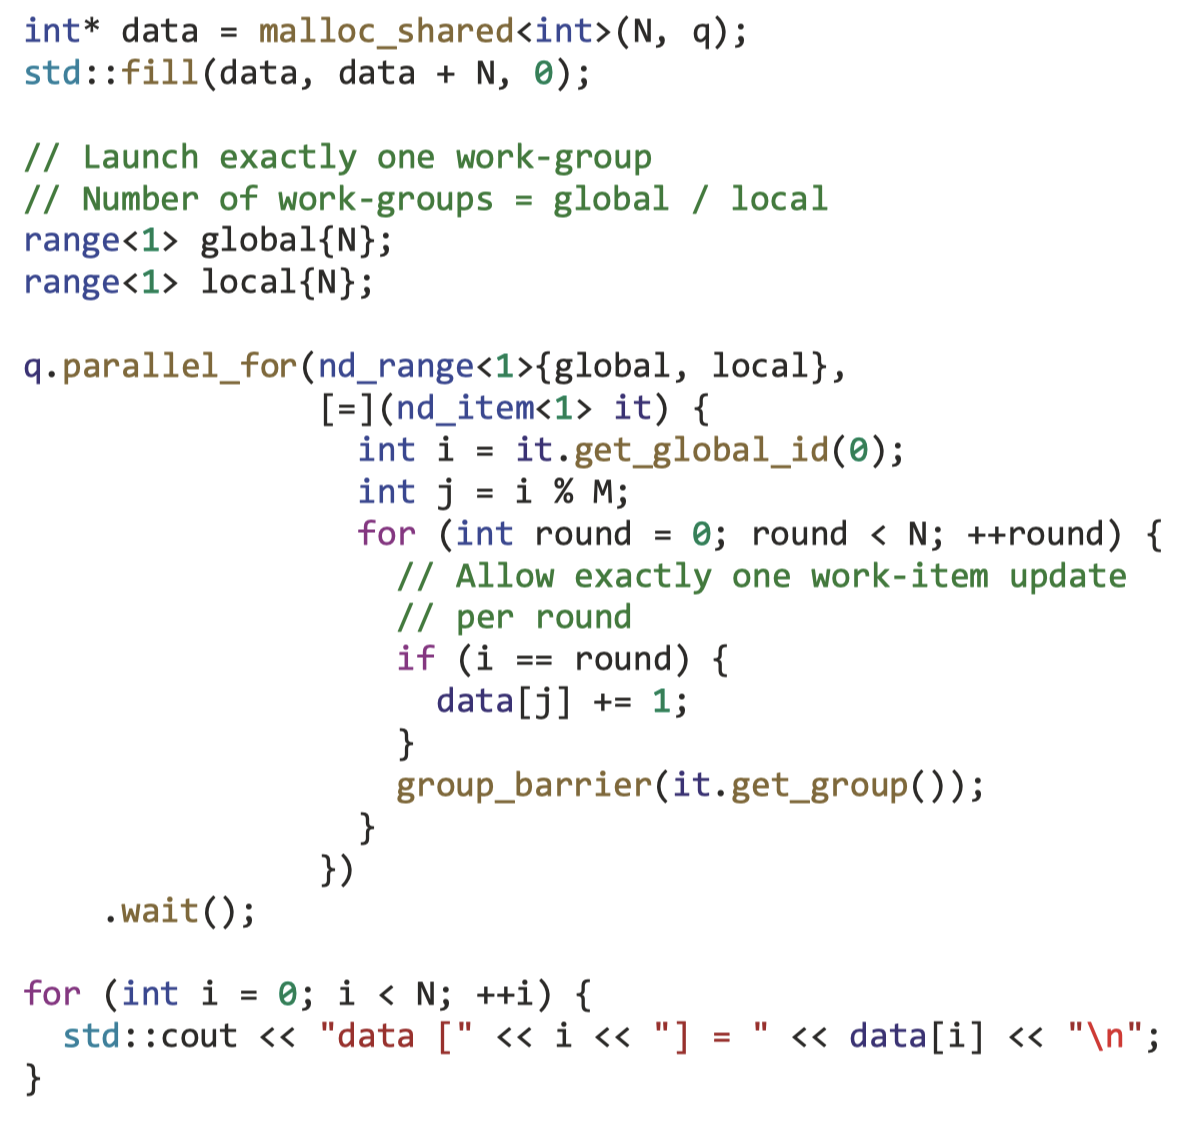 int* data = malloc_shared<int>(N, q);
std::fill(data, data + N, 0);

// Launch exactly one work-group
// Number of work-groups = global / local
range<1> global{N};
range<1> local{N};

q.parallel_for(nd_range<1>{global, local},
               [=](nd_item<1> it) {
                 int i = it.get_global_id(0);
                 int j = i % M;
                 for (int round = 0; round < N; ++round) {
                   // Allow exactly one work-item update
                   // per round
                   if (i == round) {
                     data[j] += 1;
                   }
                   group_barrier(it.get_group());
                 }
               })
    .wait();

for (int i = 0; i < N; ++i) {
  std::cout << "data [" << i << "] = " << data[i] << "\n";
}